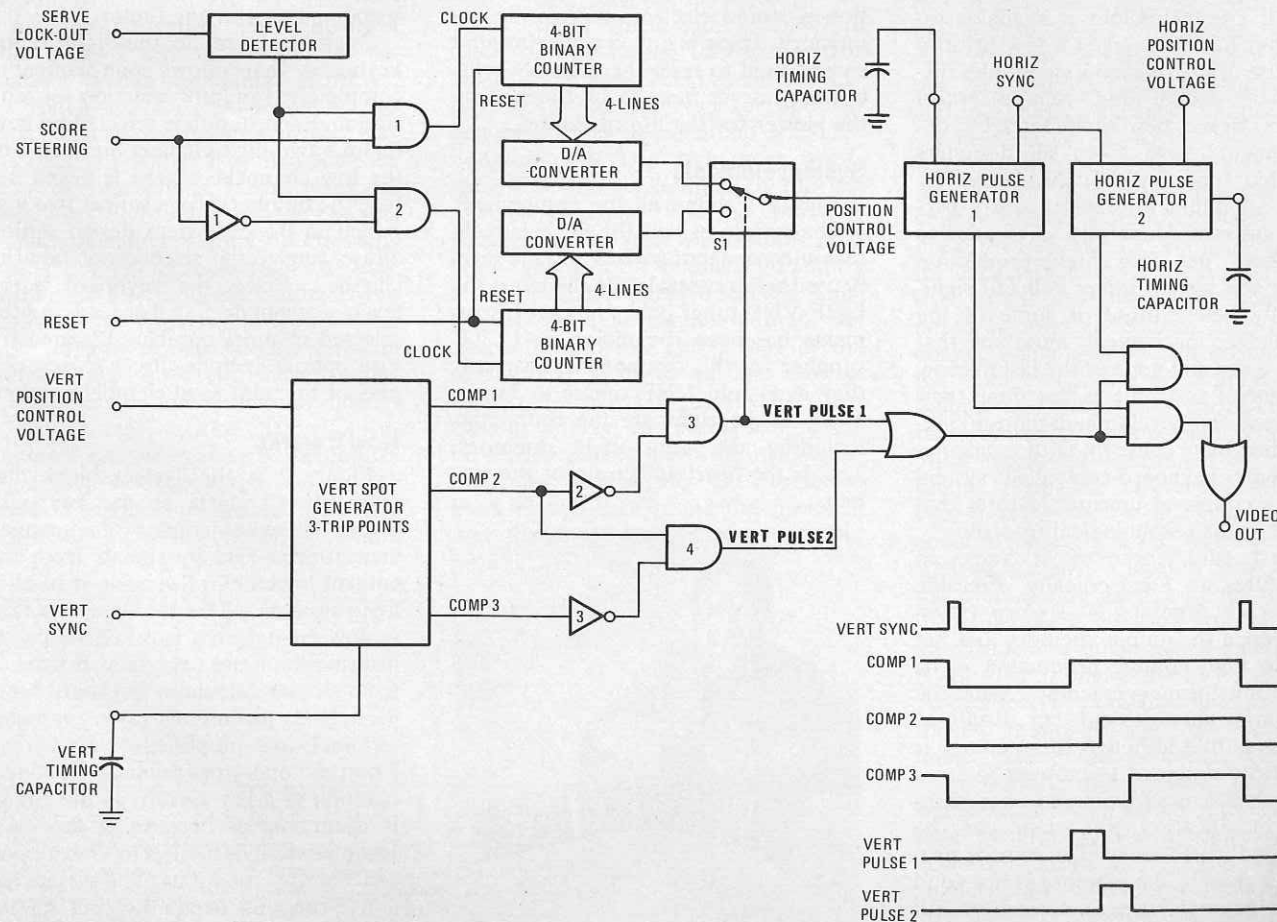 SERVE
LOCK-OUT
VOLTAGE
LEVEL
DETECTOR
CLOCK
4-BIT
BINARY
COUNTER
RESET
4-LINES
SCORE
STEERING
1
1
2
D/A
CONVERTER
D/A
CONVERTER
S1
POSITION
CONTROL
VOLTAGE
HORIZ
TIMING
CAPACITOR
HORIZ
SYNC
HORIZ
POSITION
CONTROL
VOLTAGE
HORIZ PULSE
GENERATOR
1
HORIZ PULSE
GENERATOR
2
HORIZ
TIMING
CAPACITOR
RESET
RESET
4-LINES
4-BIT
BINARY
COUNTER
CLOCK
VERT
POSITION
CONTROL
VOLTAGE
COMP 1
3
VERT PULSE 1
COMP 2
2
VERT SPOT
GENERATOR
3-TRIP POINTS
4
VERT PULSE2
VIDEO
OUT
COMP 3
3
VERT
SYNC
VERT
TIMING
CAPACITOR
VERT SYNC
COMP 1
COMP 2
COMP 3
VERT
PULSE 1
VERT
PULSE 2